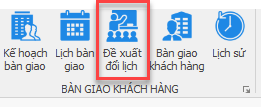 Kế hoạch bàn giao
Lịch bàn giao
Đề xuất đổi lịch
Bàn giao khách hàng
Lịch sử
BÀN GIAO KHÁCH HÀNG